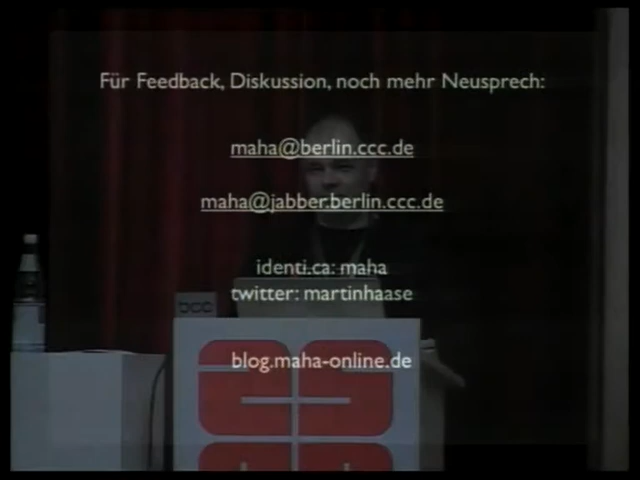 Für Feedback, Diskussion, noch mehr Neusprech:
maha@berlin.ccc.de
maha@jabber.berlin.ccc.de
identi.ca: maha
twitter: martinhaase
blog.maha-online.de